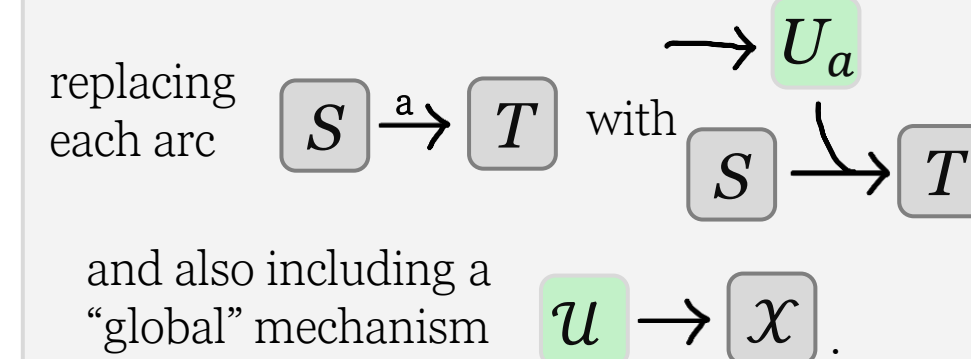 U_a
replacing
each arc S a T with S T
and also including a
“global” mechanism 𝒰 𝒳 .